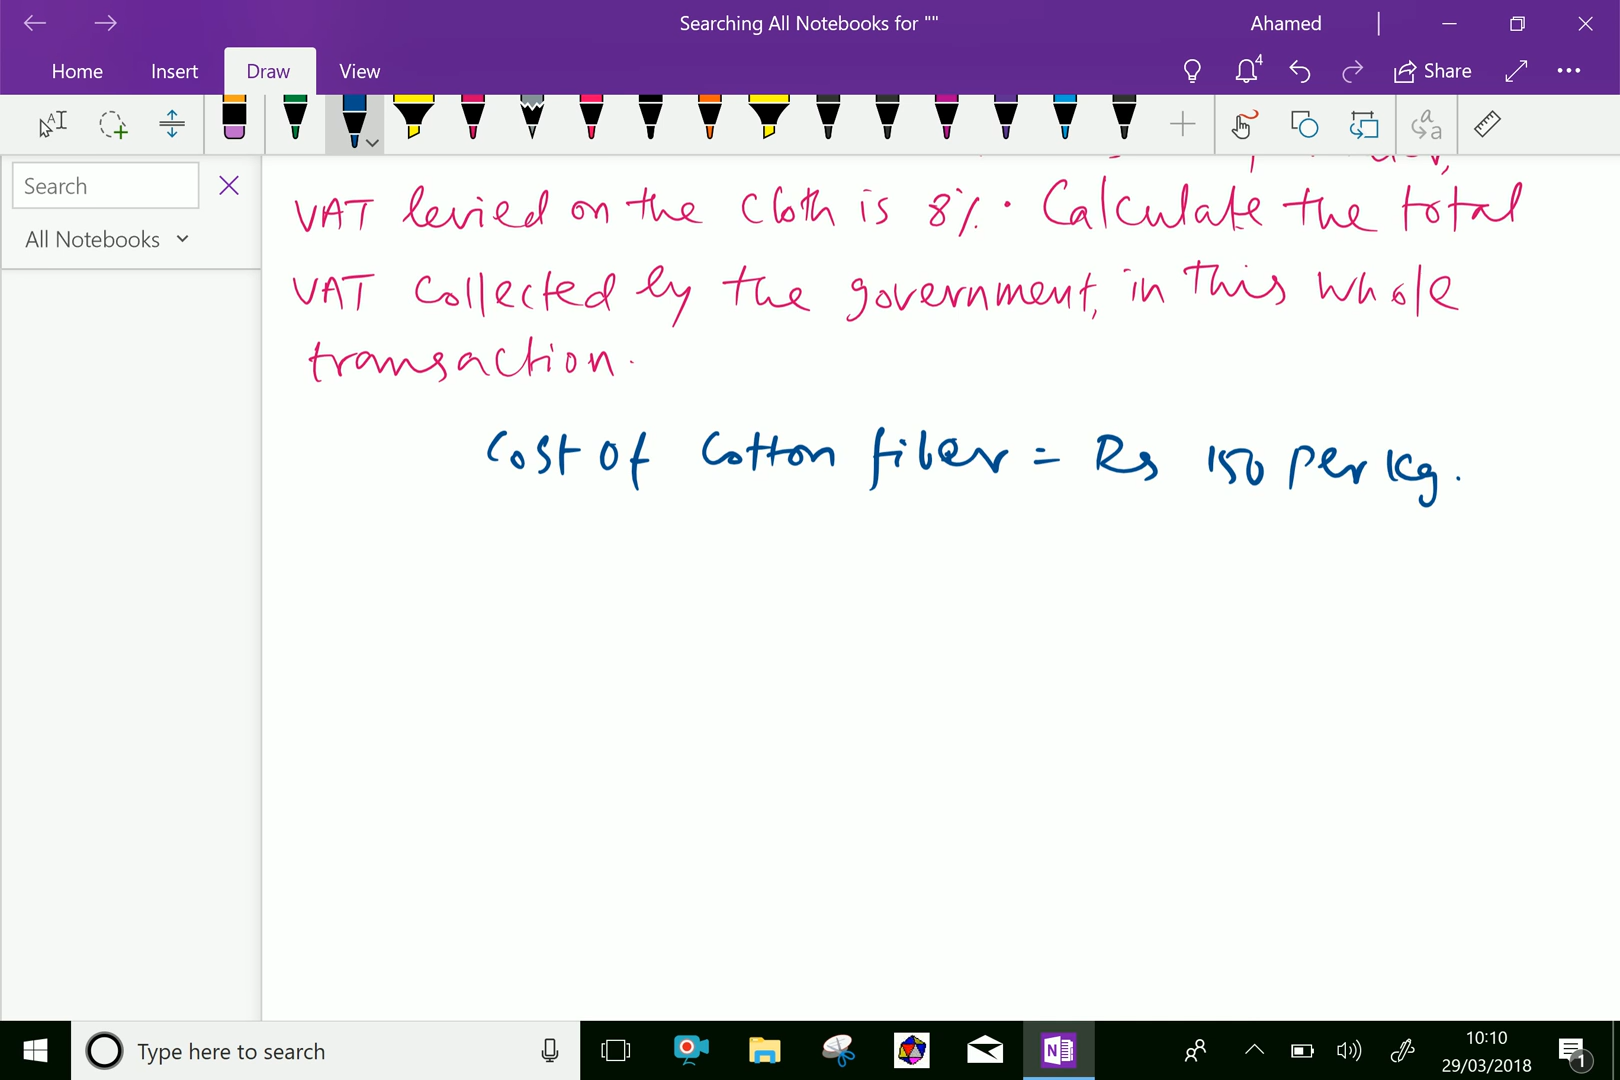 Searching All Notebooks for ""
Ahamed
Home Insert Draw View
4
Share
Search
All Notebooks
VAT levied on the cloth is 8%. Calculate the total
VAT collected by the government, in this whole
transaction.
Cost of Cotton fiber = Rs 150 per kg.
Type here to search
10:10
29/03/2018
1